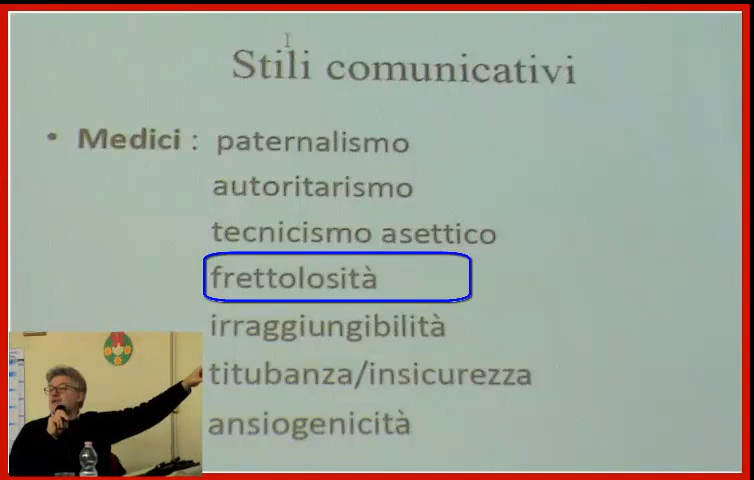 Stili comunicativi
• Medici : paternalismo
autoritarismo
tecnicismo asettico
frettolosità
irraggiungibilità
titubanza/insicurezza
ansiogenicità